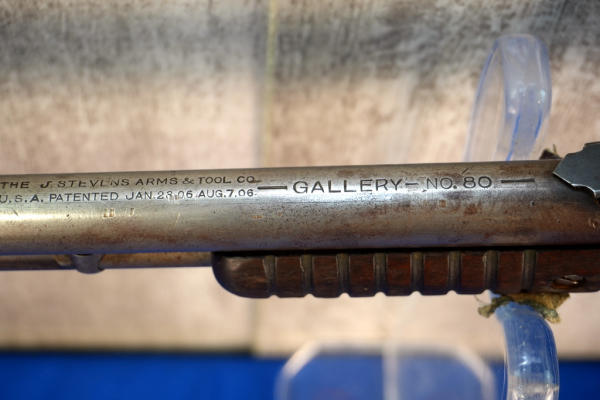 THE J. STEVENS ARMS & TOOL CO.
U.S.A. PATENTED JAN.23.06 AUG.7.06
— GALLERY — NO. 80 —